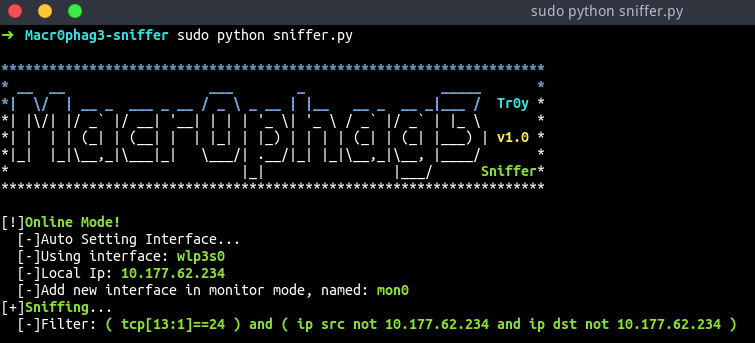 sudo python sniffer.py
➜ Macr0phag3-sniffer sudo python sniffer.py
********************************************************************
* __  __                  ___        _                 _____       *
*|  \/  | __ _  ___ _ __ / _ \ _ __ | |__   __ _  __ _|___ /  Tr0y *
*| |\/| |/ _` |/ __| '__| | | | '_ \| '_ \ / _` |/ _` | |_ \       *
*| |  | | (_| | (__| |  | |_| | |_) | | | | (_| | (_| |___) | v1.0 *
*|_|  |_|\__,_|\___|_|   \___/| .__/|_| |_|\__,_|\__, |____/       *
*                             |_|                |___/      Sniffer*
********************************************************************
[!]Online Mode!
[-]Auto Setting Interface...
[-]Using interface: wlp3s0
[-]Local Ip: 10.177.62.234
[-]Add new interface in monitor mode, named: mon0
[+]Sniffing...
[-]Filter: ( tcp[13:1]==24 ) and ( ip src not 10.177.62.234 and ip dst not 10.177.62.234 )